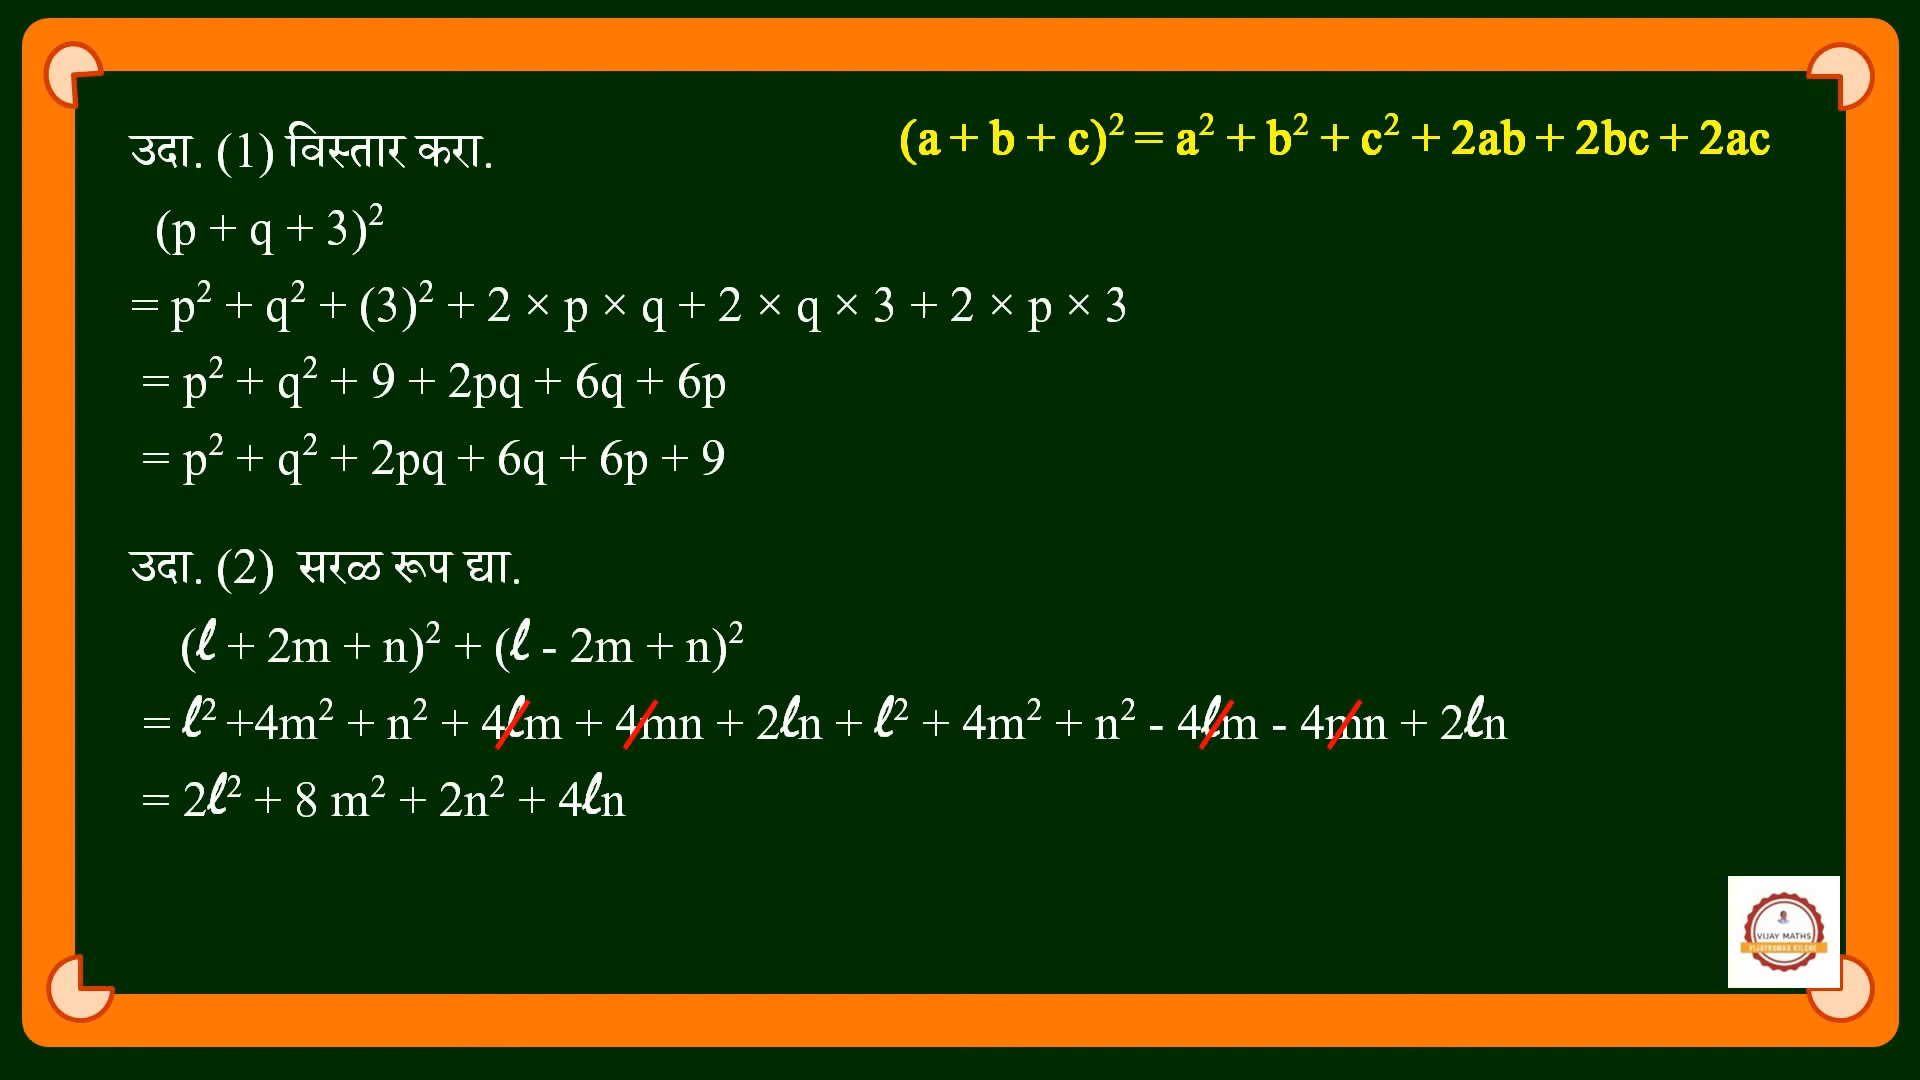 उदा. (1) विस्तार करा.
(a + b + c)² = a² + b² + c² + 2ab + 2bc + 2ac
(p + q + 3)²
= p² + q² + (3)² + 2 × p × q + 2 × q × 3 + 2 × p × 3
= p² + q² + 9 + 2pq + 6q + 6p
= p² + q² + 2pq + 6q + 6p + 9
उदा. (2) सरळ रूप द्या.
(ℓ + 2m + n)² + (ℓ - 2m + n)²
= ℓ² +4m² + n² + 4ℓm + 4mn + 2ℓn + ℓ² + 4m² + n² - 4ℓm - 4mn + 2ℓn
= 2ℓ² + 8 m² + 2n² + 4ℓn
VIJAY MATHS
VIJAYKUMAR KILCHE